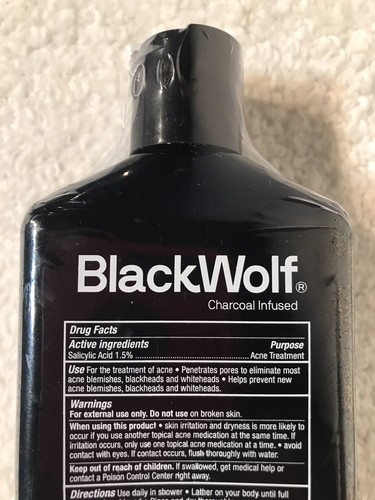 BlackWolf®
Charcoal Infused
Drug Facts
Active ingredients Purpose
Salicylic Acid 1.5%................................Acne Treatment
Use For the treatment of acne • Penetrates pores to eliminate most
acne blemishes, blackheads and whiteheads • Helps prevent new
acne blemishes, blackheads and whiteheads.
Warnings
For external use only. Do not use on broken skin.
When using this product • skin irritation and dryness is more likely to
occur if you use another topical acne medication at the same time. If
irritation occurs, only use one topical acne medication at a time. • avoid
contact with eyes. If contact occurs, flush thoroughly with water.
Keep out of reach of children. If swallowed, get medical help or
contact a Poison Control Center right away.
Directions Use daily in shower • Lather on your body until full